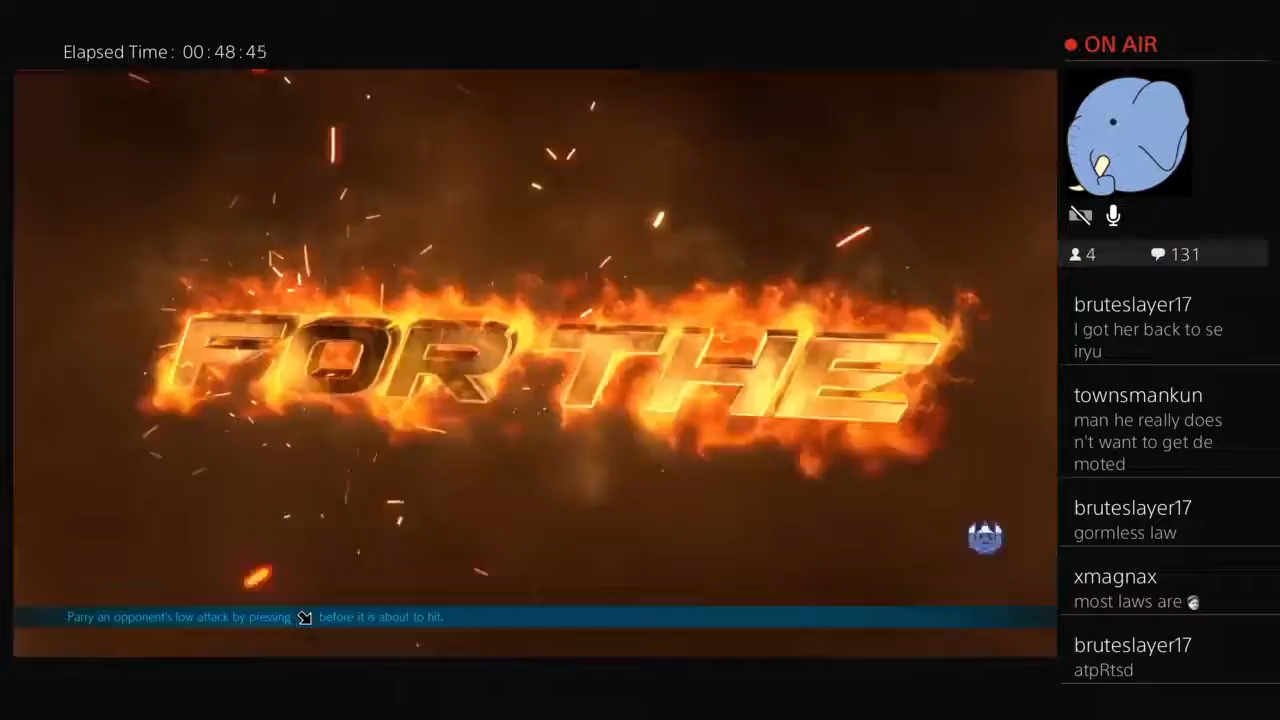 Elapsed Time: 00:48:45
ON AIR
FOR THE
4 131
bruteslayer17
I got her back to se
iryu
townsmankun
man he really does
n't want to get de
moted
bruteslayer17
gormless law
xmagnax
most laws are
bruteslayer17
atpRtsd
Parry an opponent's low attack by pressing before it is about to hit.